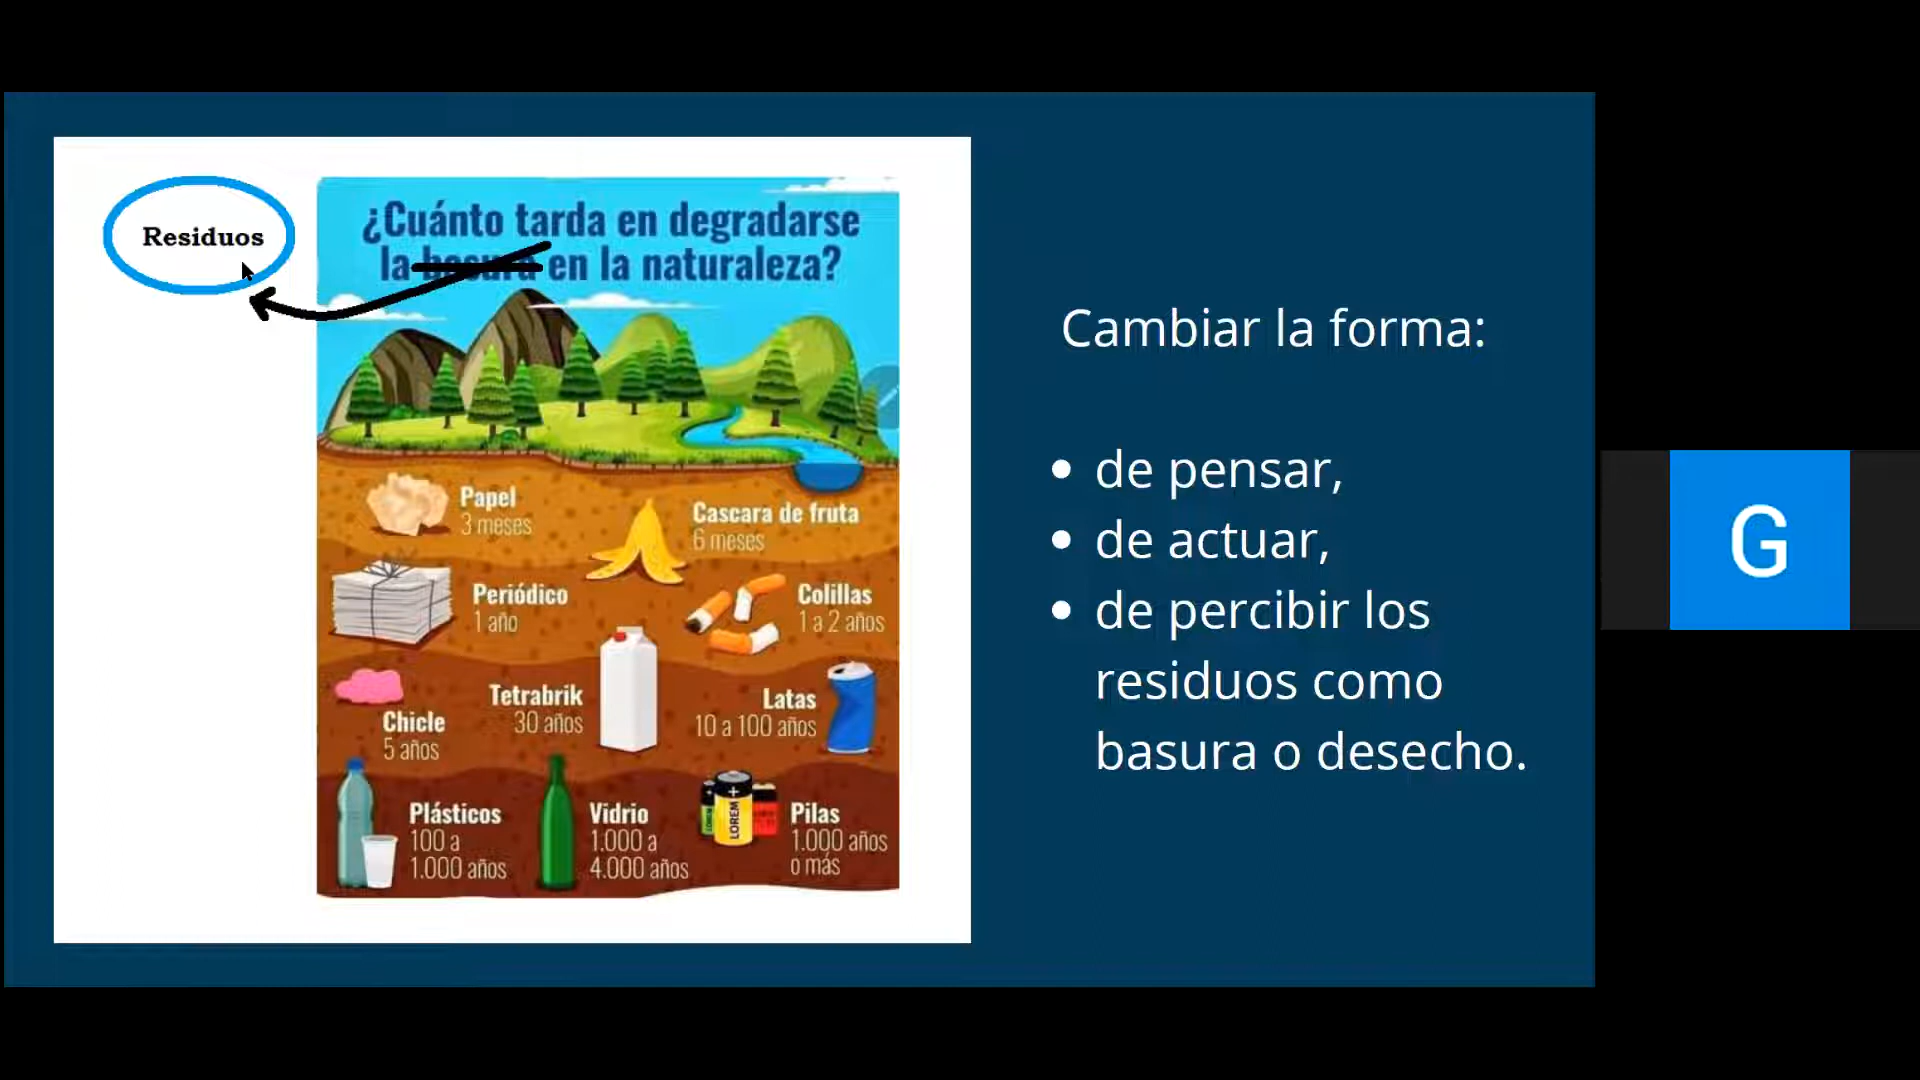 Residuos
¿Cuánto tarda en degradarse
la basura en la naturaleza?
Papel
3 meses
Cascara de fruta
6 meses
Periódico
1 año
Colillas
1 a 2 años
Chicle
5 años
Tetrabrik
30 años
Latas
10 a 100 años
Plásticos
100 a
1.000 años
Vidrio
1.000 a
4.000 años
LOREM
LOREM
Pilas
1.000 años
o más
Cambiar la forma:
• de pensar,
• de actuar,
• de percibir los
residuos como
basura o desecho.
G